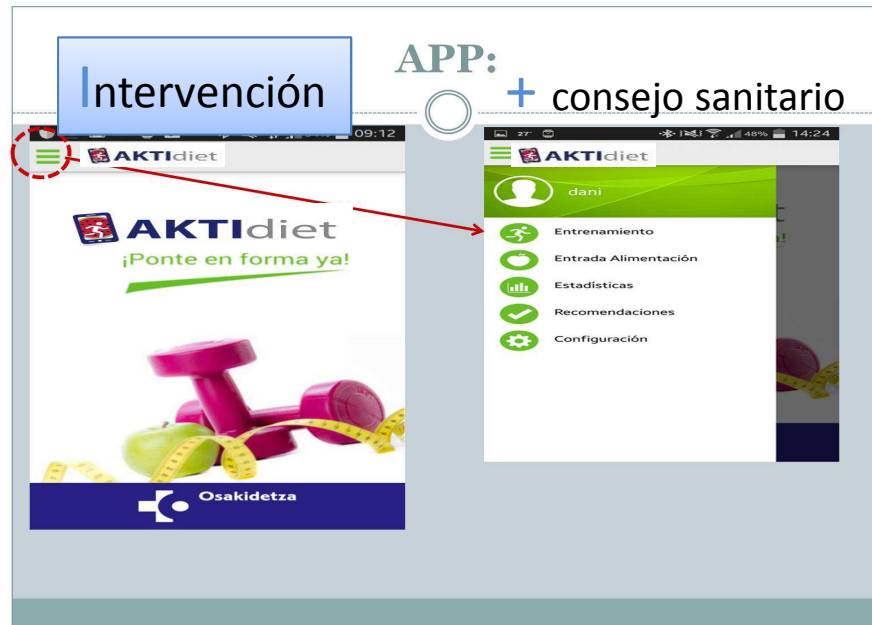 APP:
Intervención
+ consejo sanitario
09:12
AKTIdiet
AKTIdiet
¡Ponte en forma ya!
Osakidetza
27° 48% 14:24
AKTIdiet
dani
Entrenamiento
Entrada Alimentación
Estadísticas
Recomendaciones
Configuración